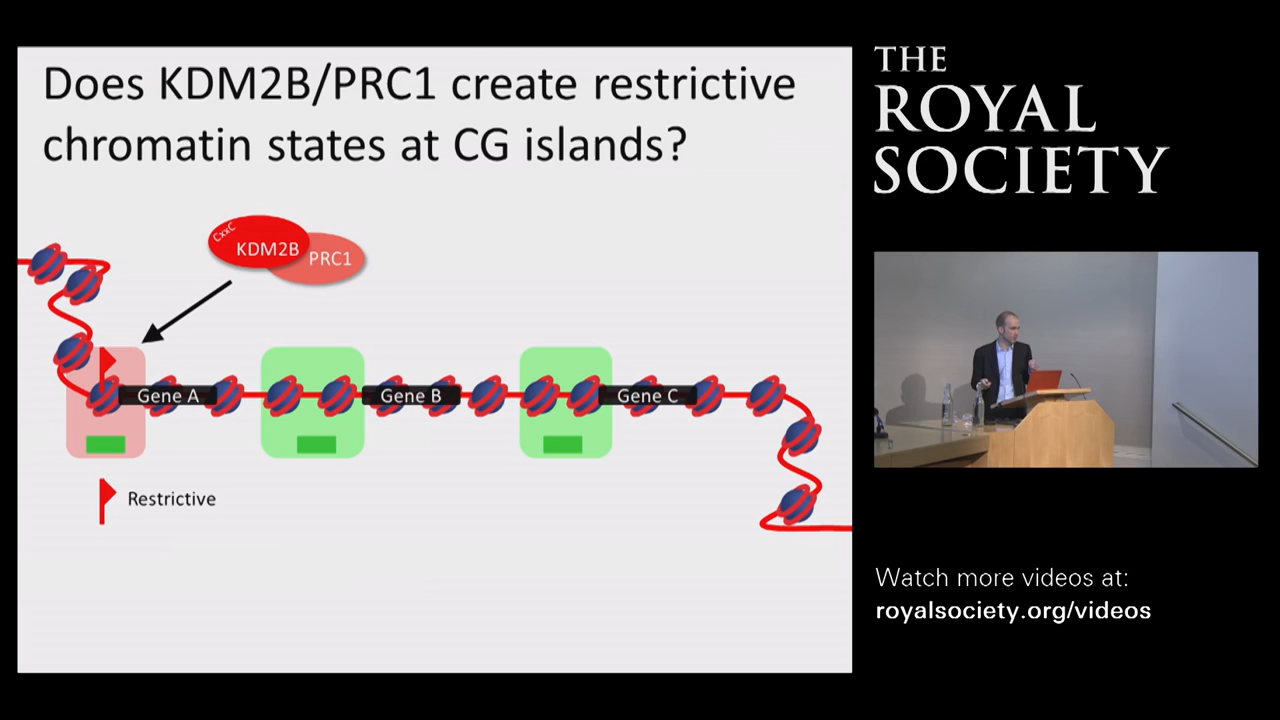 Does KDM2B/PRC1 create restrictive
chromatin states at CG islands?
CxxC
KDM2B
PRC1
Gene A
Gene B
Gene C
Restrictive
THE
ROYAL
SOCIETY
Watch more videos at:
royalsociety.org/videos